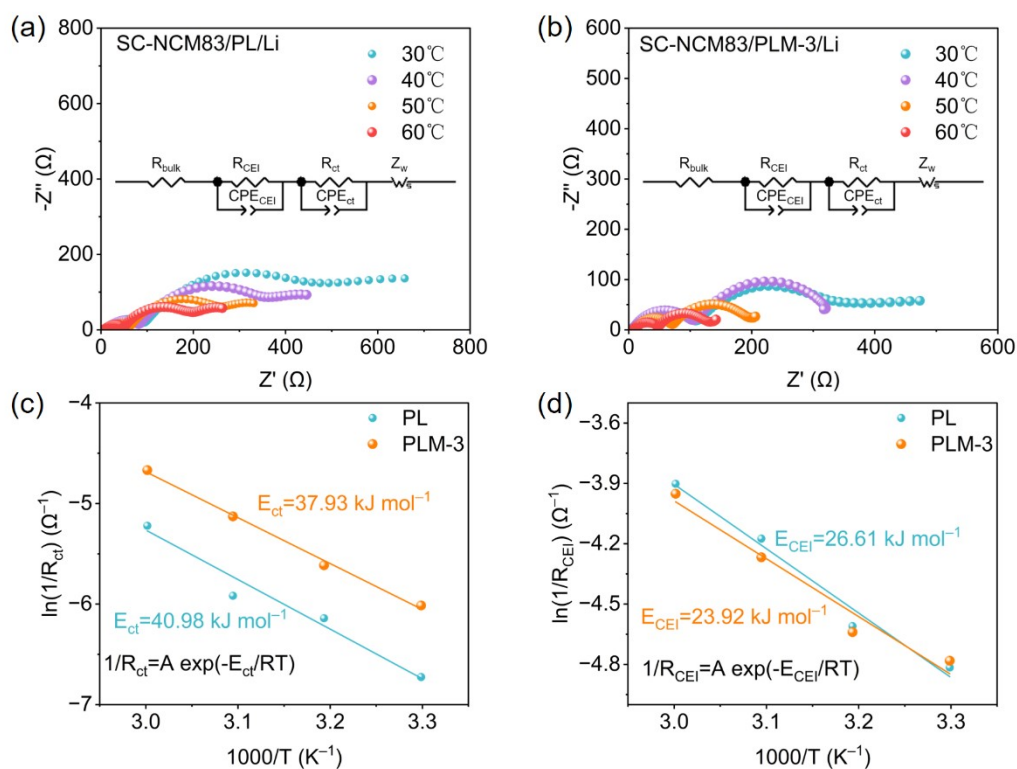 (a)
SC-NCM83/PL/Li
30℃
40℃
50℃
60℃
R_bulk
R_CEI
R_ct
Z_w
CPE_CEI
CPE_ct
s
800
600
400
200
0
0
200
400
600
800
-Z″ (Ω)
Z′ (Ω)
(b)
SC-NCM83/PLM-3/Li
30℃
40℃
50℃
60℃
R_bulk
R_CEI
R_ct
Z_w
CPE_CEI
CPE_ct
s
600
500
400
300
200
100
0
0
200
400
600
-Z″ (Ω)
Z′ (Ω)
(c)
PL
PLM-3
E_ct=37.93 kJ mol⁻¹
E_ct=40.98 kJ mol⁻¹
1/R_ct=A exp(-E_ct/RT)
−4
−5
−6
−7
3.0
3.1
3.2
3.3
ln(1/R_ct) (Ω⁻¹)
1000/T (K⁻¹)
(d)
PL
PLM-3
E_CEI=26.61 kJ mol⁻¹
E_CEI=23.92 kJ mol⁻¹
1/R_CEI=A exp(-E_CEI/RT)
−3.6
−3.9
−4.2
−4.5
−4.8
3.0
3.1
3.2
3.3
ln(1/R_CEI) (Ω⁻¹)
1000/T (K⁻¹)